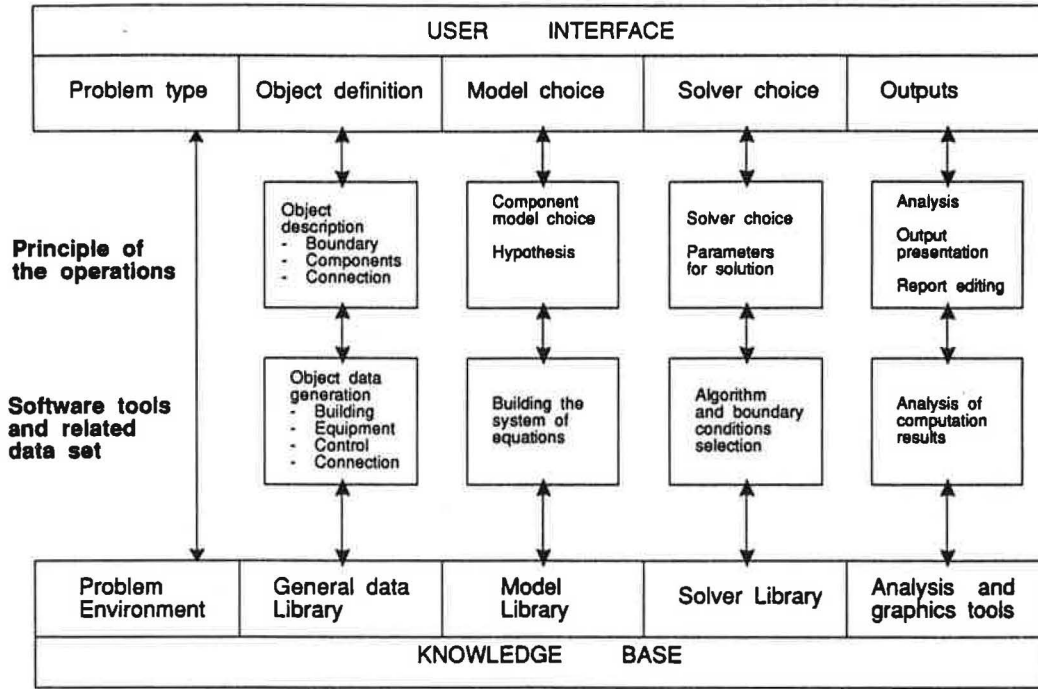 USER INTERFACE
Problem type
Object definition
Model choice
Solver choice
Outputs
Principle of
the operations
Object
description
- Boundary
- Components
- Connection
Component
model choice
Hypothesis
Solver choice
Parameters
for solution
Analysis
Output
presentation
Report editing
Software tools
and related
data set
Object data
generation
- Building
- Equipment
- Control
- Connection
Building the
system of
equations
Algorithm
and boundary
conditions
selection
Analysis of
computation
results
Problem
Environment
General data
Library
Model
Library
Solver Library
Analysis and
graphics tools
KNOWLEDGE BASE